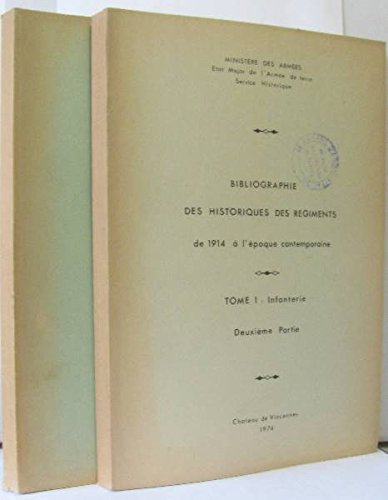 MINISTÈRE DES ARMÉES
Etat Major de l'Armée de terre
Service Historique
BIBLIOGRAPHIE
DES HISTORIQUES DES REGIMENTS
de 1914 à l'époque contemporaine
TOME 1 - Infanterie
Deuxième Partie
Chateau de Vincennes
1974